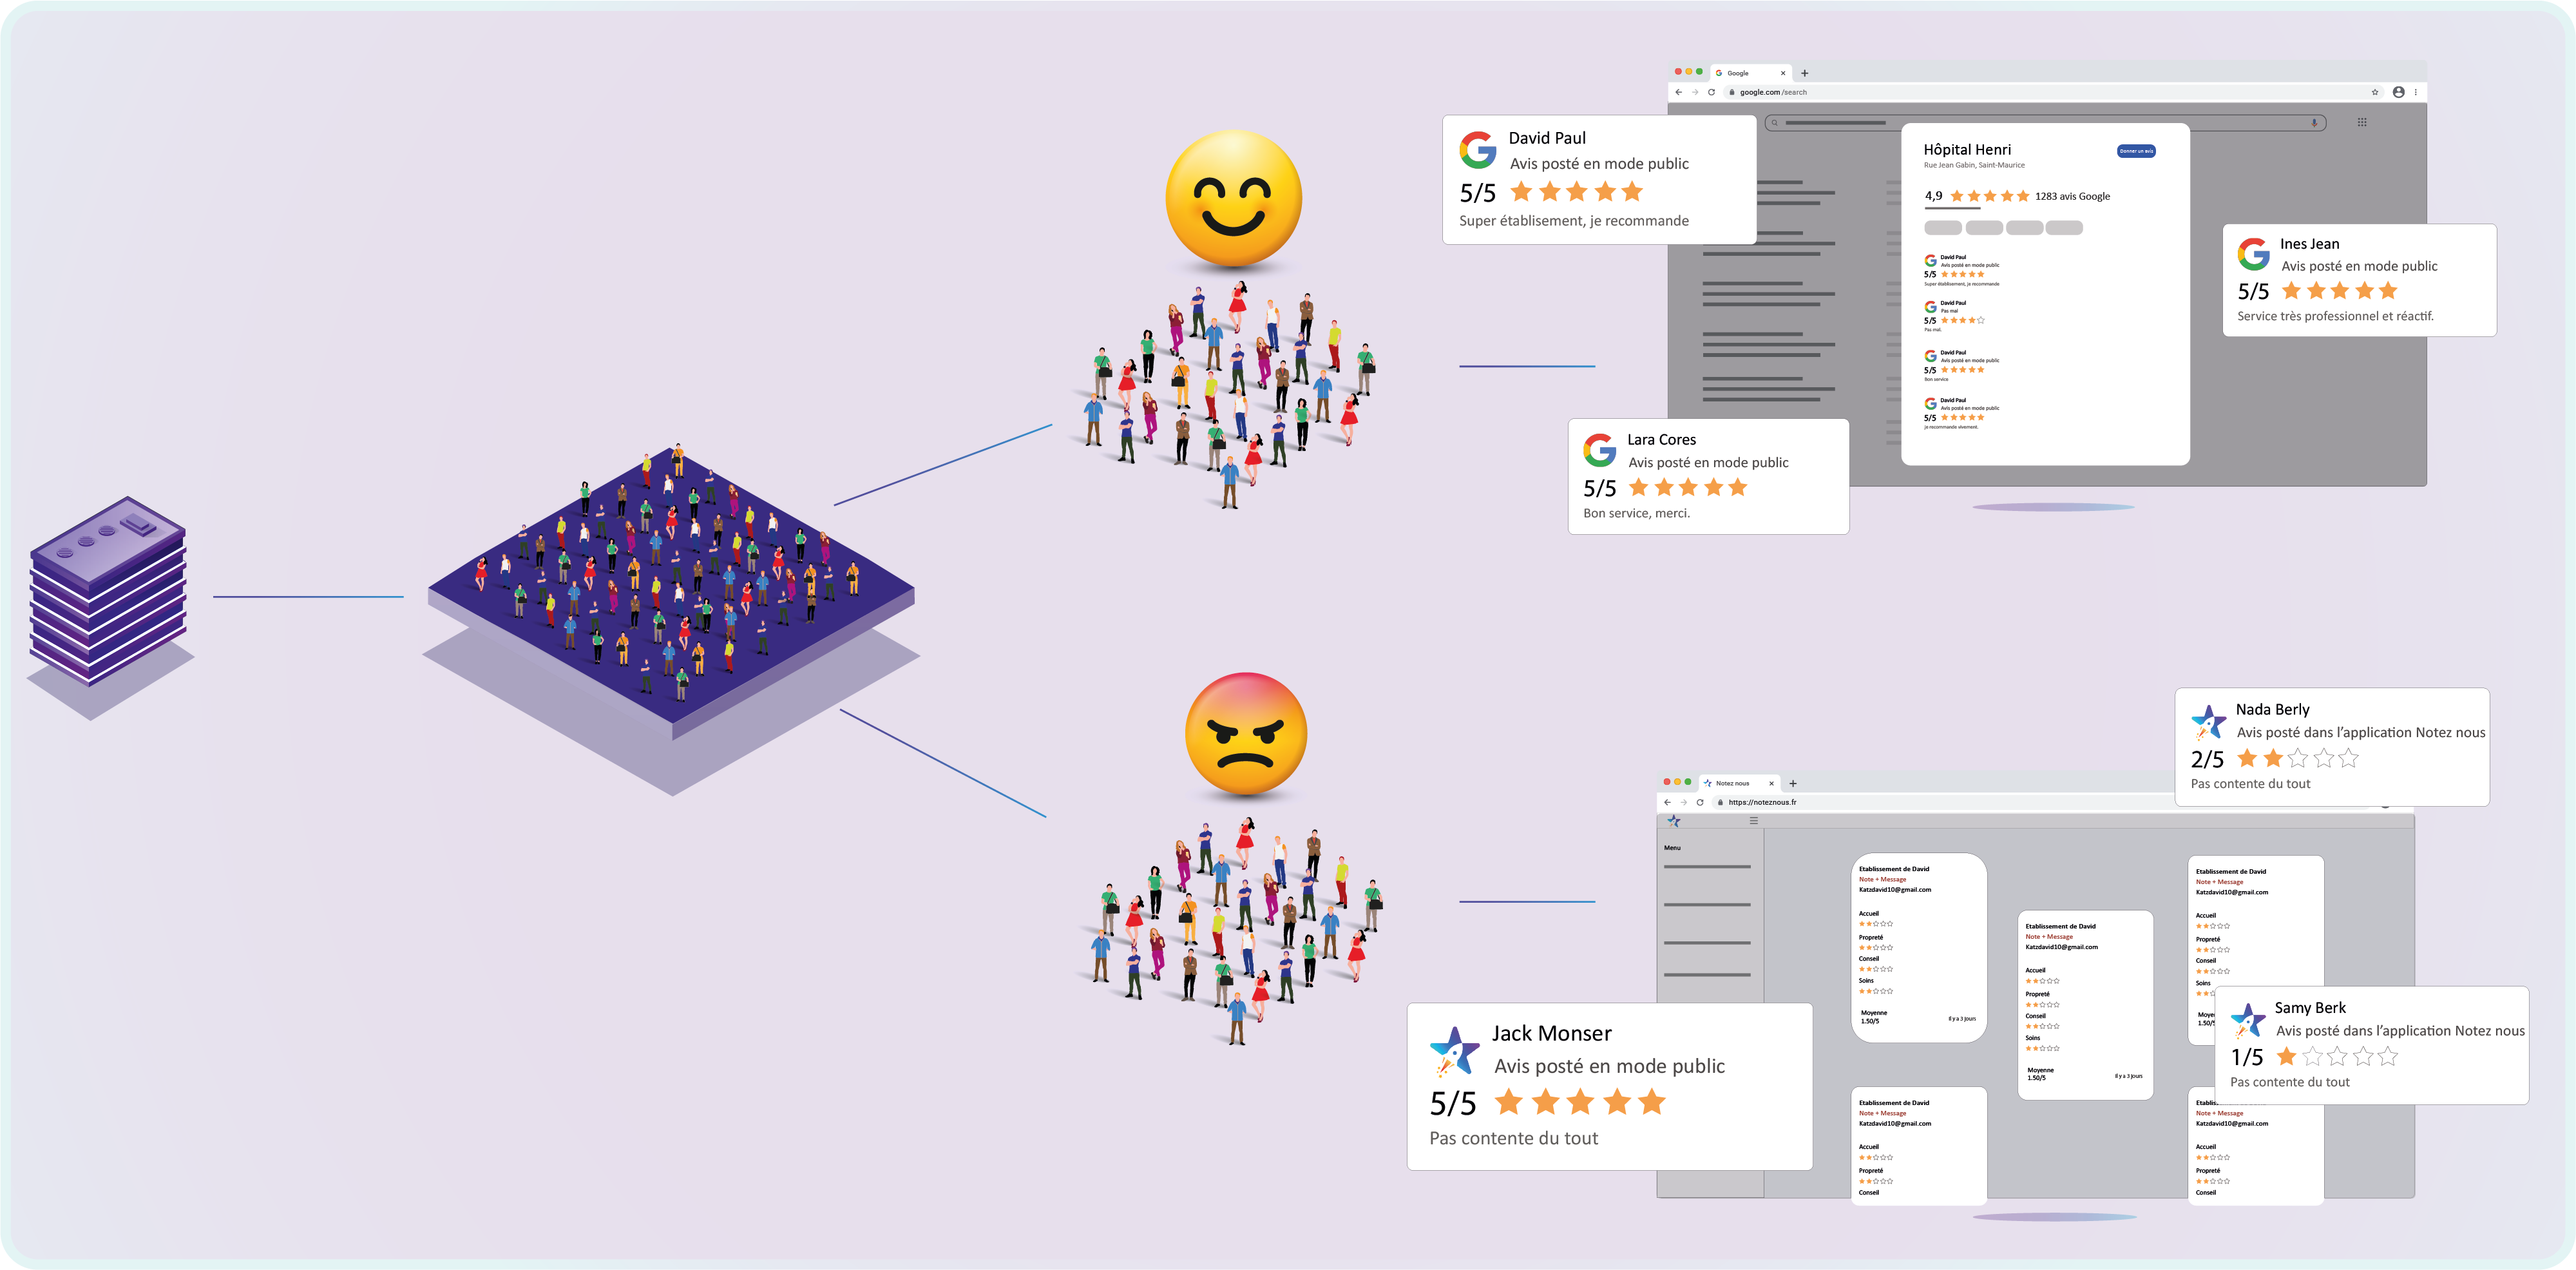 Google
google.com/search
David Paul
Avis posté en mode public
5/5
Super établisement, je recommande
Hôpital Henri
Donner un avis
Rue Jean Gabin, Saint-Maurice
4,9 1283 avis Google
David Paul
Avis posté en mode public
5/5
Super établisement, je recommande
David Paul
Pas mal
5/5
Pas mal.
David Paul
Avis posté en mode public
5/5
Bon service
David Paul
Avis posté en mode public
5/5
je recommande vivement.
Ines Jean
Avis posté en mode public
5/5
Service très professionnel et réactif.
Lara Cores
Avis posté en mode public
5/5
Bon service, merci.
Nada Berly
Avis posté dans l'application Notez nous
2/5
Pas contente du tout
Notez nous
https://noteznous.fr
Menu
Etablissement de David
Note + Message
Katzdavid10@gmail.com
Accueil
Propreté
Conseil
Soins
Moyenne
1.50/5
Il y a 3 jours
Etablissement de David
Note + Message
Katzdavid10@gmail.com
Accueil
Propreté
Conseil
Soins
Moyenne
1.50/5
Il y a 3 jours
Etablissement de David
Note + Message
Katzdavid10@gmail.com
Accueil
Propreté
Conseil
Soins
Samy Berk
Avis posté dans l'application Notez nous
1/5
Pas contente du tout
Jack Monser
Avis posté en mode public
5/5
Pas contente du tout
Etablissement de David
Note + Message
Katzdavid10@gmail.com
Accueil
Propreté
Conseil
Note + Message
Katzdavid10@gmail.com
Accueil
Propreté
Conseil